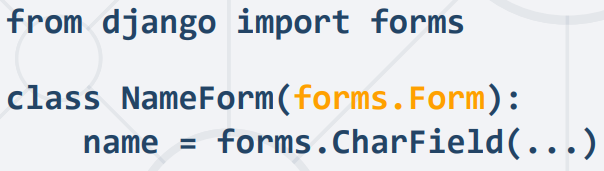 from django import forms
class NameForm(forms.Form):
    name = forms.CharField(...)